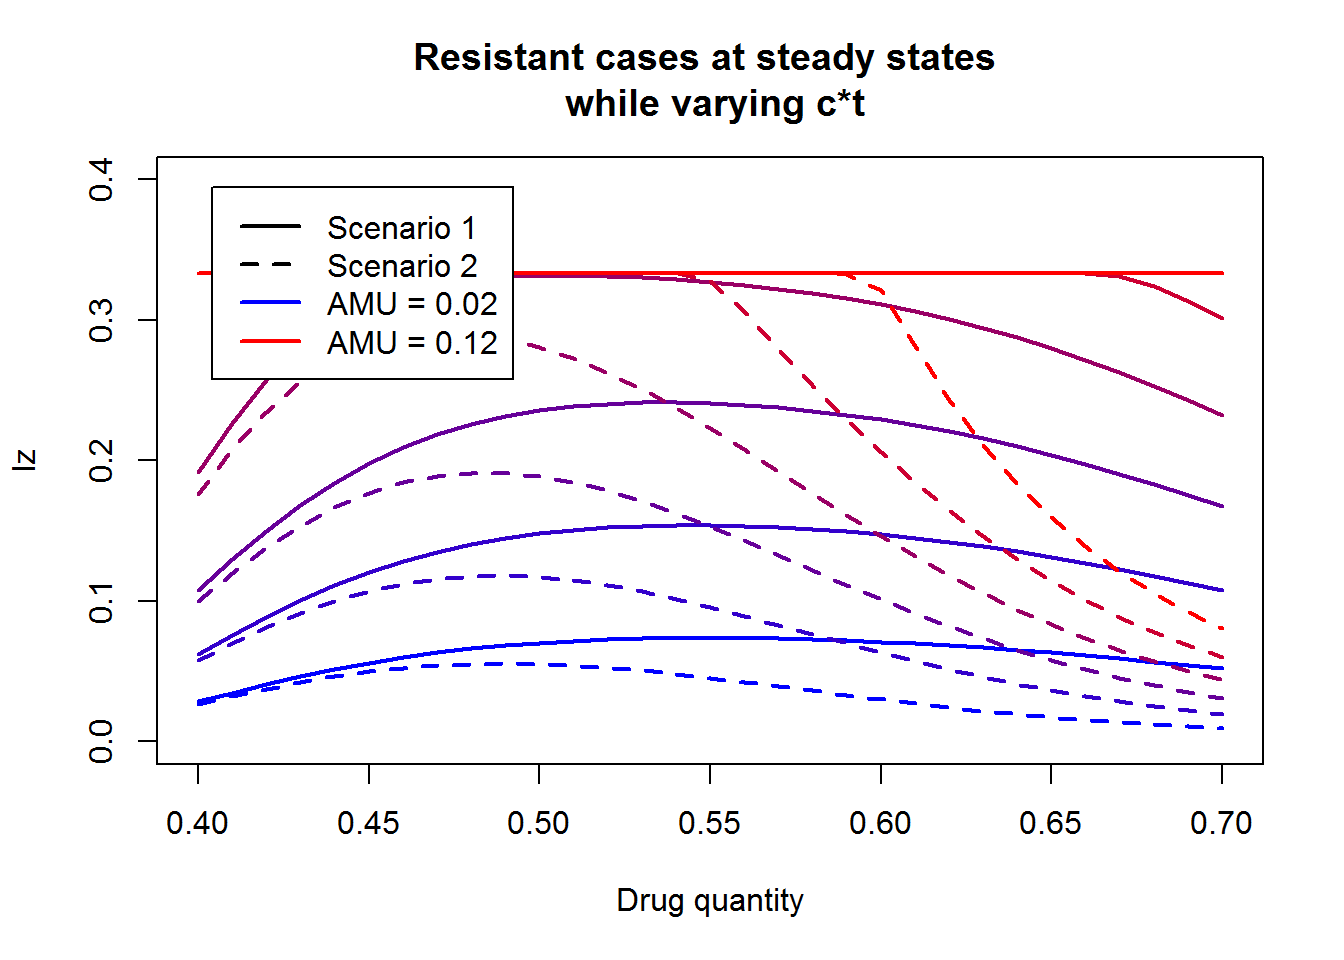 Resistant cases at steady states
while varying c*t
0.4
0.3
0.2
0.1
0.0
Iz
Scenario 1
Scenario 2
AMU = 0.02
AMU = 0.12
0.40 0.45 0.50 0.55 0.60 0.65 0.70
Drug quantity